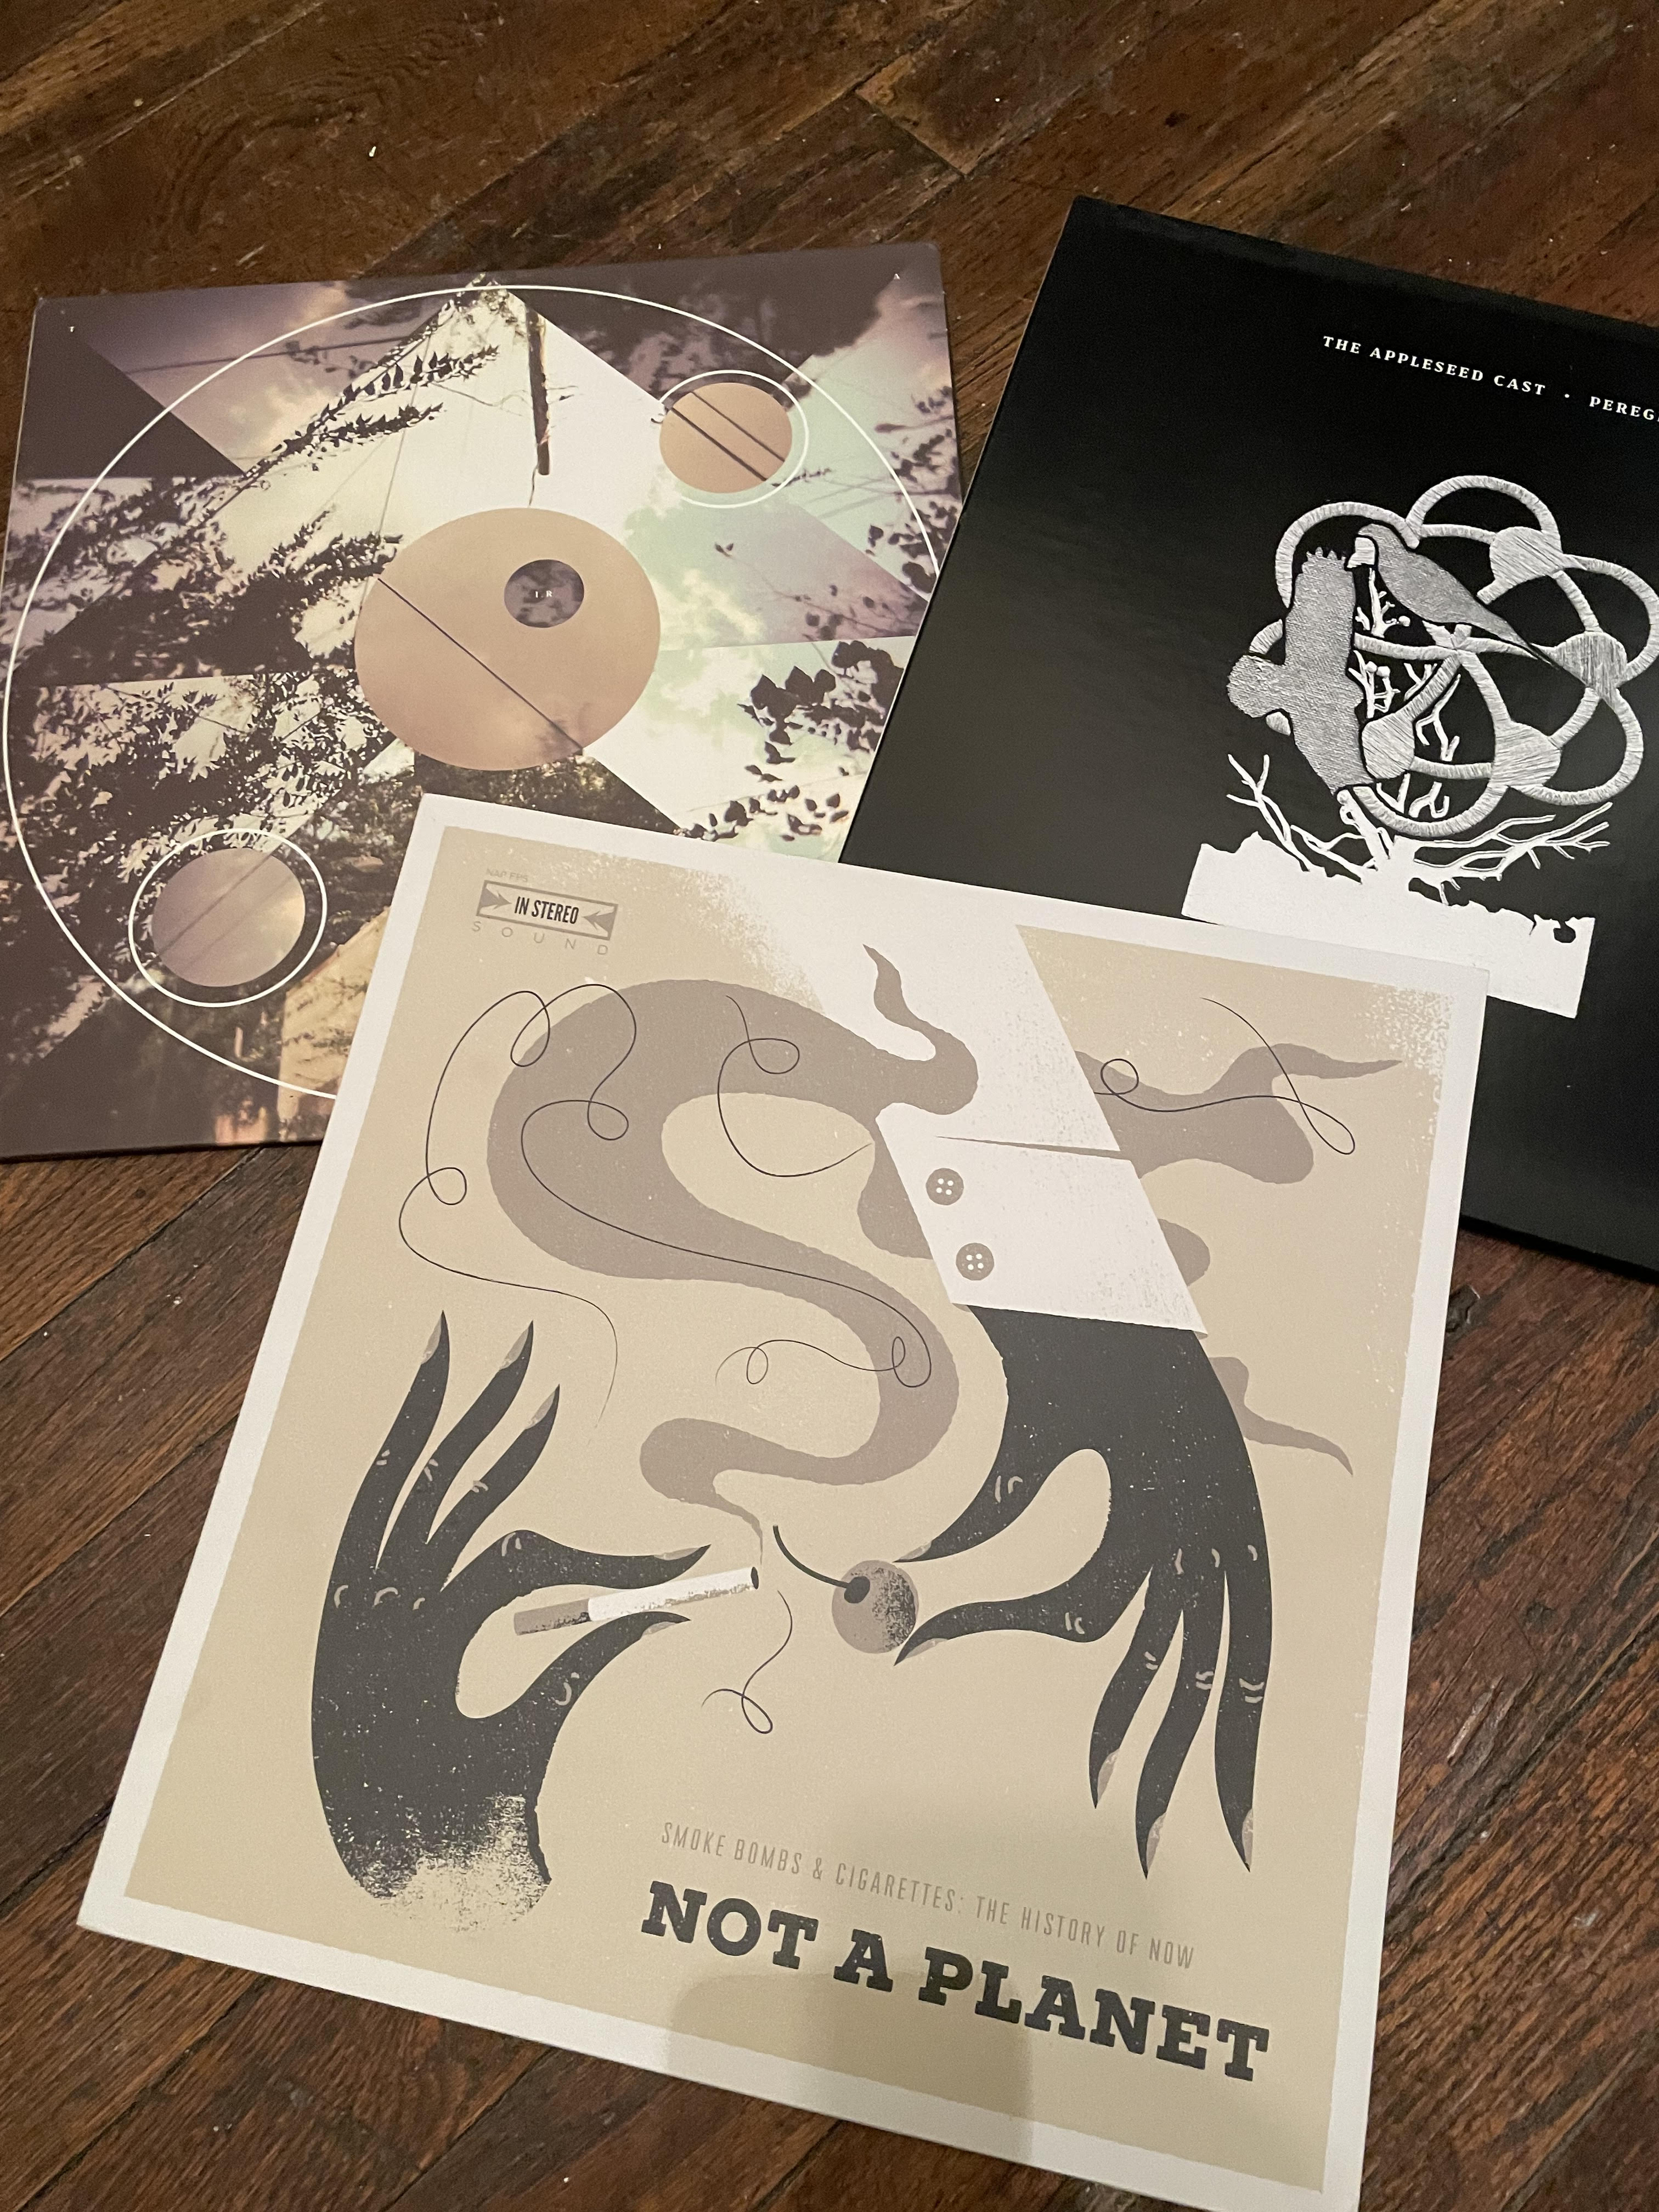 T
A
I R
THE APPLESEED CAST • PEREG
IN STEREO
SOUND
SMOKE BOMBS & CIGARETTES: THE HISTORY OF NOW
NOT A PLANET